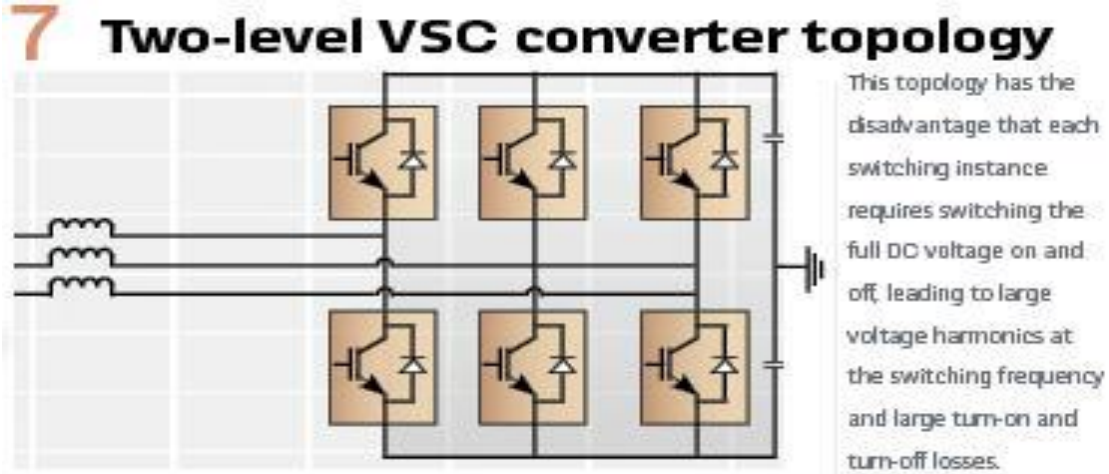 7 Two-level VSC converter topology
This topology has the
disadvantage that each
switching instance
requires switching the
full DC voltage on and
off, leading to large
voltage harmonics at
the switching frequency
and large turn-on and
turn-off losses.